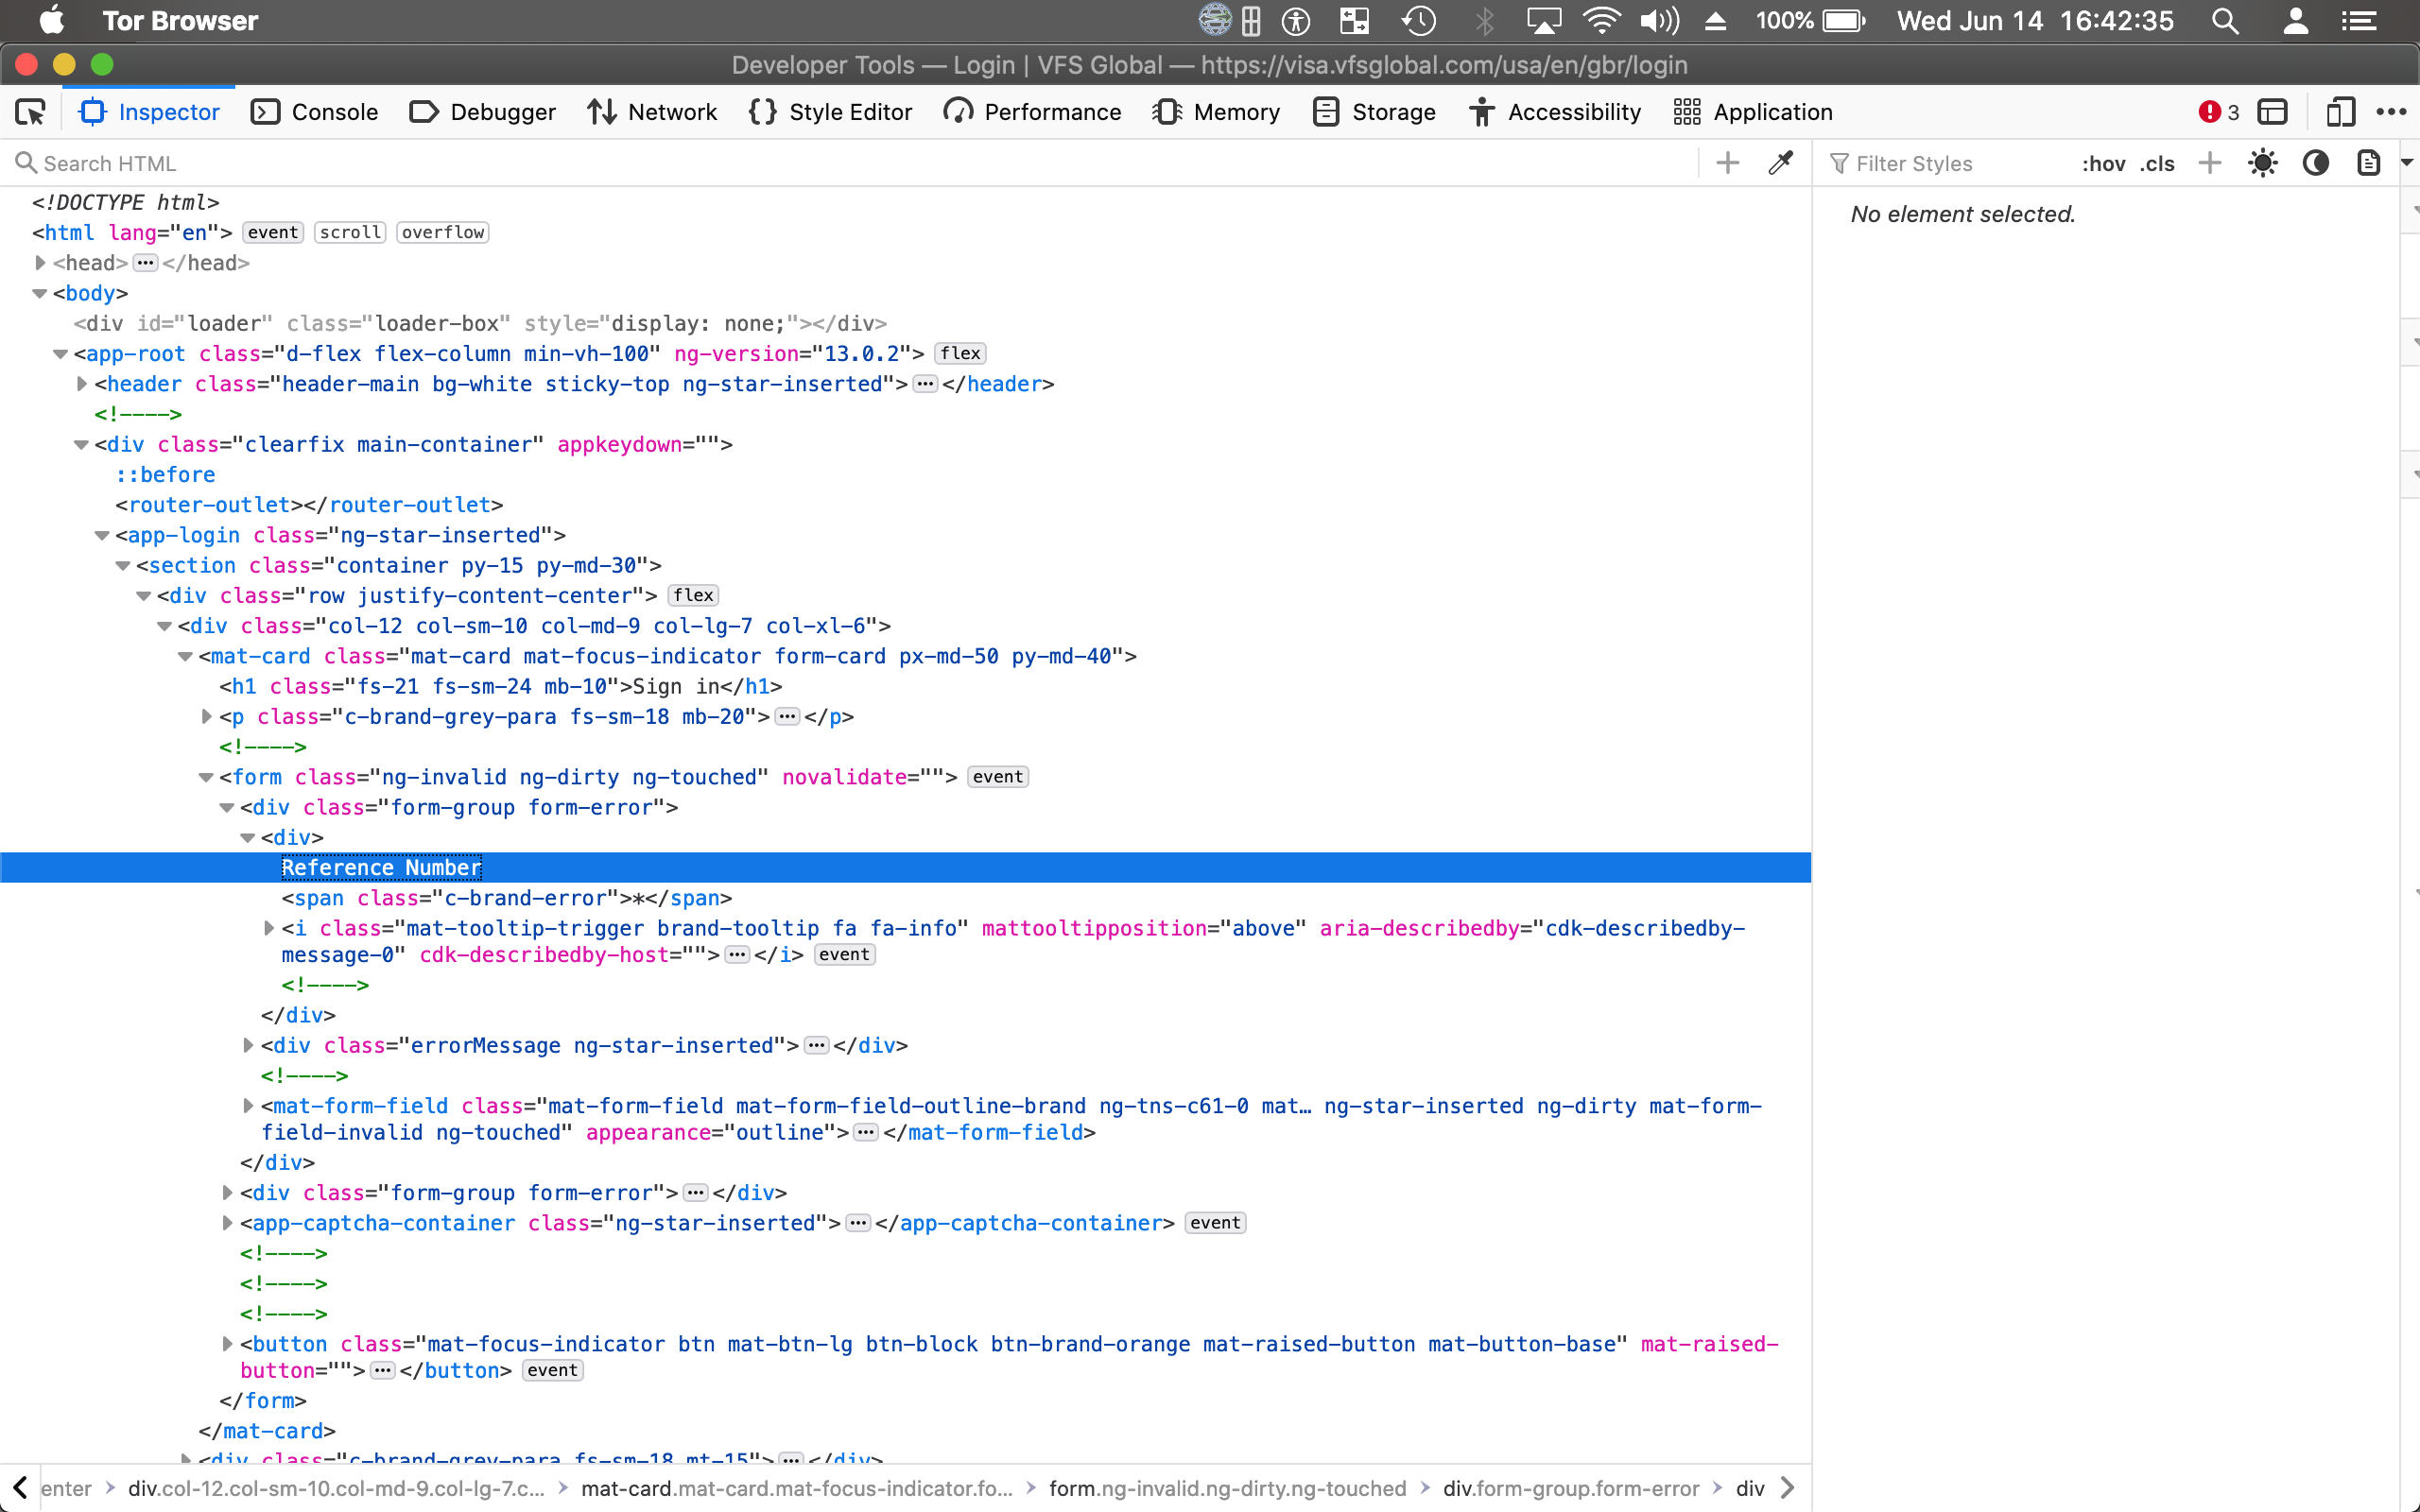 Tor Browser 100% Wed Jun 14 16:42:35
Developer Tools — Login | VFS Global — https://visa.vfsglobal.com/usa/en/gbr/login
Inspector Console Debugger Network Style Editor Performance Memory Storage Accessibility Application 3
Search HTML
Filter Styles :hov .cls
No element selected.
<!DOCTYPE html>
<html lang="en"> event scroll overflow
<head>⋯</head>
<body>
<div id="loader" class="loader-box" style="display: none;"></div>
<app-root class="d-flex flex-column min-vh-100" ng-version="13.0.2"> flex
<header class="header-main bg-white sticky-top ng-star-inserted">⋯</header>
<!---->
<div class="clearfix main-container" appkeydown="">
::before
<router-outlet></router-outlet>
<app-login class="ng-star-inserted">
<section class="container py-15 py-md-30">
<div class="row justify-content-center"> flex
<div class="col-12 col-sm-10 col-md-9 col-lg-7 col-xl-6">
<mat-card class="mat-card mat-focus-indicator form-card px-md-50 py-md-40">
<h1 class="fs-21 fs-sm-24 mb-10">Sign in</h1>
<p class="c-brand-grey-para fs-sm-18 mb-20">⋯</p>
<!---->
<form class="ng-invalid ng-dirty ng-touched" novalidate=""> event
<div class="form-group form-error">
<div>
Reference Number
<span class="c-brand-error">*</span>
<i class="mat-tooltip-trigger brand-tooltip fa fa-info" mattooltipposition="above" aria-describedby="cdk-describedby-
message-0" cdk-describedby-host="">⋯</i> event
<!---->
</div>
<div class="errorMessage ng-star-inserted">⋯</div>
<!---->
<mat-form-field class="mat-form-field mat-form-field-outline-brand ng-tns-c61-0 mat… ng-star-inserted ng-dirty mat-form-
field-invalid ng-touched" appearance="outline">⋯</mat-form-field>
</div>
<div class="form-group form-error">⋯</div>
<app-captcha-container class="ng-star-inserted">⋯</app-captcha-container> event
<!---->
<!---->
<!---->
<button class="mat-focus-indicator btn mat-btn-lg btn-block btn-brand-orange mat-raised-button mat-button-base" mat-raised-
button="">⋯</button> event
</form>
</mat-card>
<div class="c-brand-grey-para fs-sm-18 mt-15">⋯</div>
enter div.col-12.col-sm-10.col-md-9.col-lg-7.c… mat-card.mat-card.mat-focus-indicator.fo… form.ng-invalid.ng-dirty.ng-touched div.form-group.form-error div